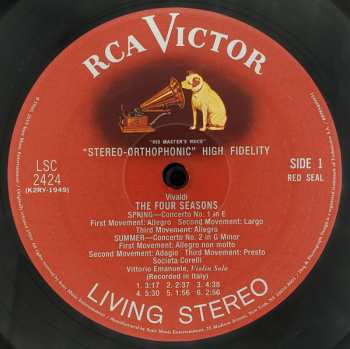 RCA VICTOR
"HIS MASTER'S VOICE"
"STEREO-ORTHOPHONIC" HIGH FIDELITY
LSC
2424
(K2RY-1949)
SIDE 1
RED SEAL
Vivaldi
THE FOUR SEASONS
SPRING—Concerto No. 1 in E
First Movement: Allegro Second Movement: Largo
Third Movement: Allegro
SUMMER—Concerto No. 2 in G Minor
First Movement: Allegro non molto
Second Movement: Adagio Third Movement: Presto
Societa Corelli
Vittorio Emanuele, Violin Solo
(Recorded in Italy)
1 3:17 2 2:37 3 4:38
4 5:30 5 1:56 6 2:56
LIVING STEREO